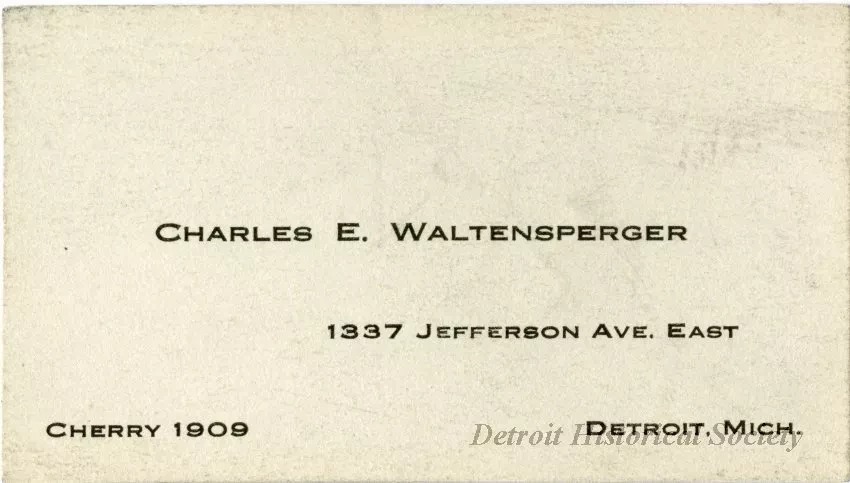 CHARLES E. WALTENSPERGER
1337 JEFFERSON AVE. EAST
CHERRY 1909
DETROIT, MICH.
Detroit Historical Society